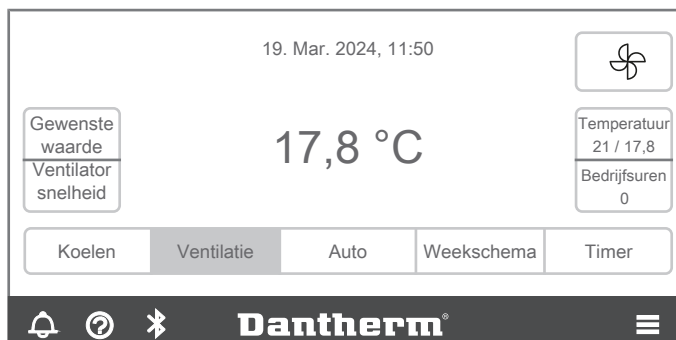 19. Mar. 2024, 11:50
Gewenste
waarde
Ventilator
snelheid
17,8 °C
Temperatuur
21 / 17,8
Bedrijfsuren
0
Koelen
Ventilatie
Auto
Weekschema
Timer
Dantherm®